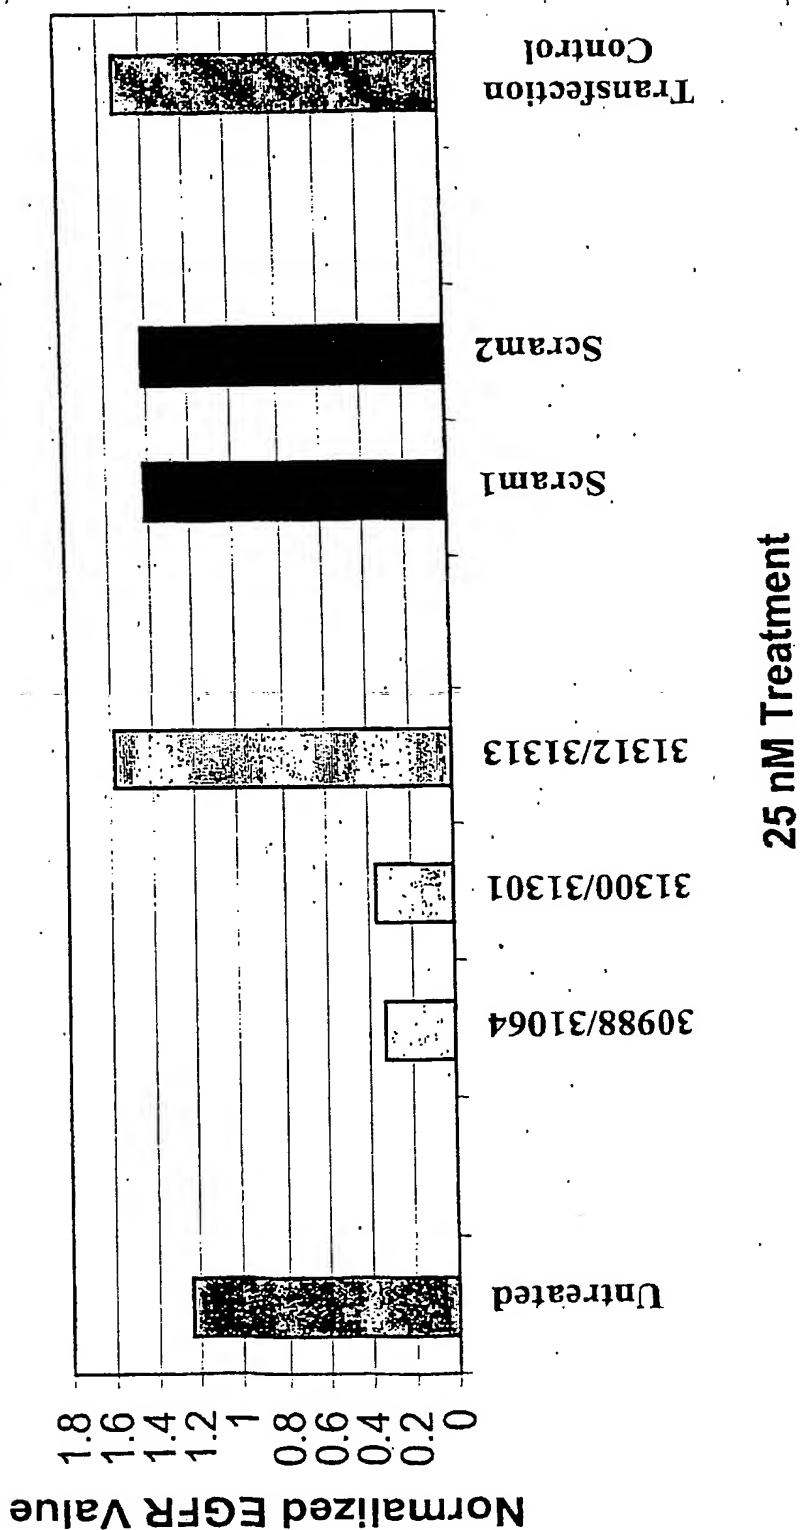 Normalized EGFR Value
1.8
1.6
1.4
1.2
1
0.8
0.6
0.4
0.2
0
Untreated
30988/31064
31300/31301
31312/31313
Scram1
Scram2
Transfection
Control
25 nM Treatment